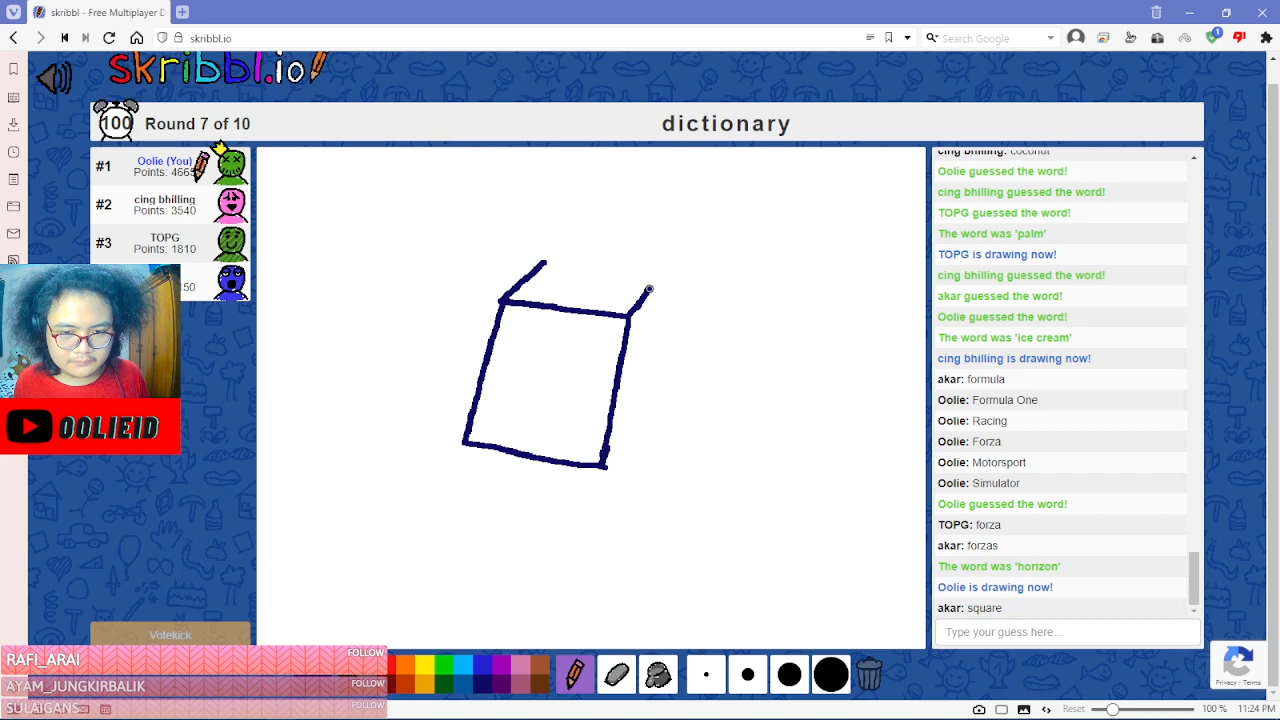 skribbl - Free Multiplayer D
skribbl.io
Search Google
1
skribbl.io
100
Round 7 of 10
dictionary
#1
Oolie (You)
Points: 4665
#2
cing bhilling
Points: 3540
#3
TOPG
Points: 1810
50
OOLIEID
Votekick
RAFI_ARAI
FOLLOW
AYAM_JUNGKIRBALIK
FOLLOW
SULAIGANS
FOLLOW
cing bhilling: coconut
Oolie guessed the word!
cing bhilling guessed the word!
TOPG guessed the word!
The word was 'palm'
TOPG is drawing now!
cing bhilling guessed the word!
akar guessed the word!
Oolie guessed the word!
The word was 'ice cream'
cing bhilling is drawing now!
akar: formula
Oolie: Formula One
Oolie: Racing
Oolie: Forza
Oolie: Motorsport
Oolie: Simulator
Oolie guessed the word!
TOPG: forza
akar: forzas
The word was 'horizon'
Oolie is drawing now!
akar: square
Type your guess here...
Privacy - Terms
Reset
100 %
11:24 PM